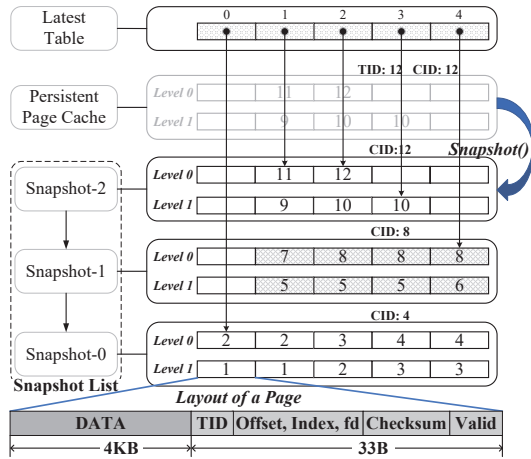 0 1 2 3 4
Latest Table
TID: 12 CID: 12
Persistent Page Cache
Level 0 11 12
Level 1 9 10 10
Snapshot()
CID:12
Snapshot-2
Level 0 11 12
Level 1 9 10 10
CID: 8
Snapshot-1
Level 0 7 8 8 8
Level 1 5 5 5 6
CID: 4
Snapshot-0
Level 0 2 2 3 4 4
Level 1 1 1 2 3 3
Snapshot List
Layout of a Page
DATA TID Offset, Index, fd Checksum Valid
4KB 33B